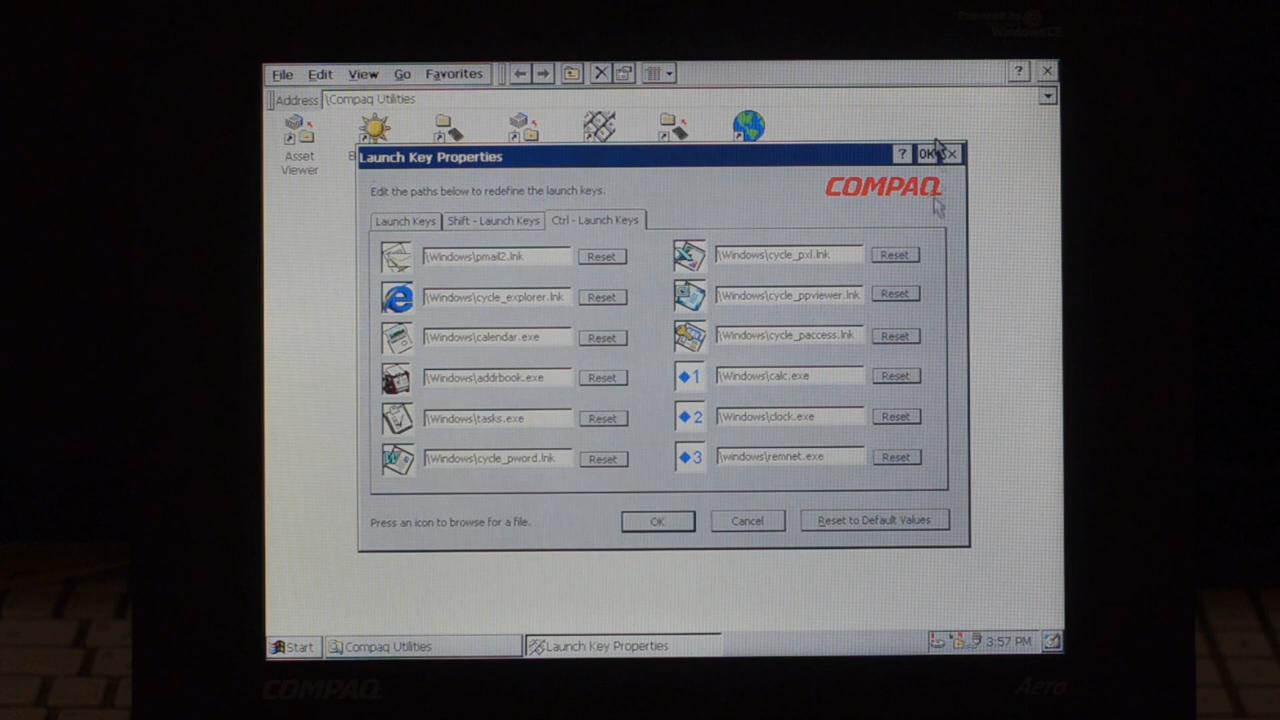 Powered by
Windows CE
File Edit View Go Favorites ? ×
Address \Compaq Utilities
Asset
Viewer
B
Launch Key Properties ? OK ×
Edit the paths below to redefine the launch keys.
COMPAQ
Launch Keys Shift - Launch Keys Ctrl - Launch Keys
\Windows\pmail2.lnk Reset \Windows\cycle_pxl.lnk Reset
\Windows\cycle_explorer.lnk Reset \Windows\cycle_ppviewer.lnk Reset
\Windows\calendar.exe Reset \Windows\cycle_paccess.lnk Reset
\Windows\addrbook.exe Reset ◆1 \Windows\calc.exe Reset
\Windows\tasks.exe Reset ◆2 \Windows\clock.exe Reset
\Windows\cycle_pword.lnk Reset ◆3 \windows\remnet.exe Reset
Press an icon to browse for a file. OK Cancel Reset to Default Values
Start Compaq Utilities Launch Key Properties 3:57 PM
COMPAQ Aero